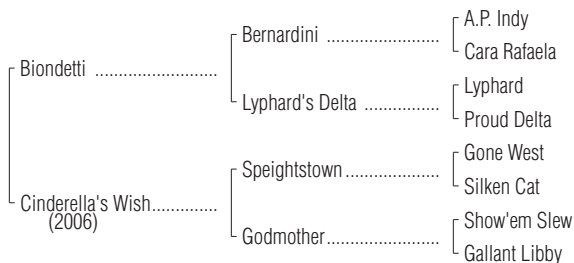 A.P. Indy
Bernardini ........................
Cara Rafaela
Biondetti ..........................
Lyphard
Lyphard's Delta ................
Proud Delta
Gone West
Speightstown....................
Silken Cat
Cinderella's Wish..............
(2006)
Show'em Slew
Godmother........................
Gallant Libby